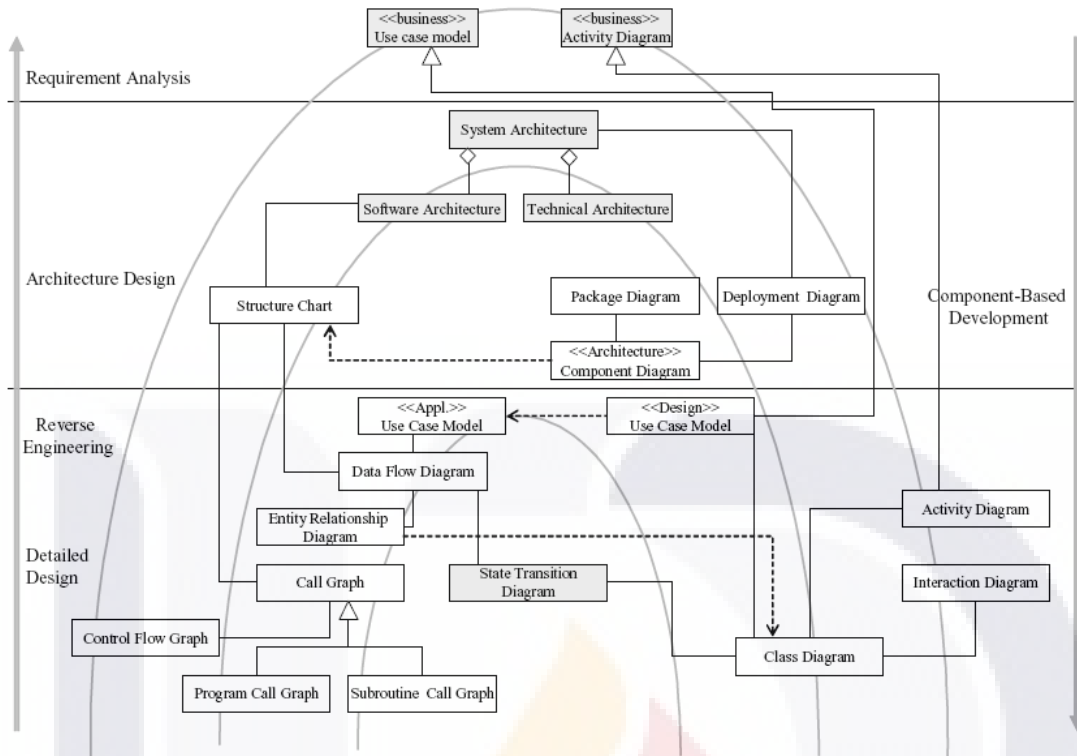 <<business>>
Use case model
<<business>>
Activity Diagram
Requirement Analysis
System Architecture
Software Architecture
Technical Architecture
Architecture Design
Structure Chart
Package Diagram
Deployment Diagram
Component-Based
Development
<<Architecture>>
Component Diagram
Reverse
Engineering
<<Appl.>>
Use Case Model
<<Design>>
Use Case Model
Data Flow Diagram
Entity Relationship
Diagram
Activity Diagram
Detailed
Design
Call Graph
State Transition
Diagram
Interaction Diagram
Control Flow Graph
Class Diagram
Program Call Graph
Subroutine Call Graph